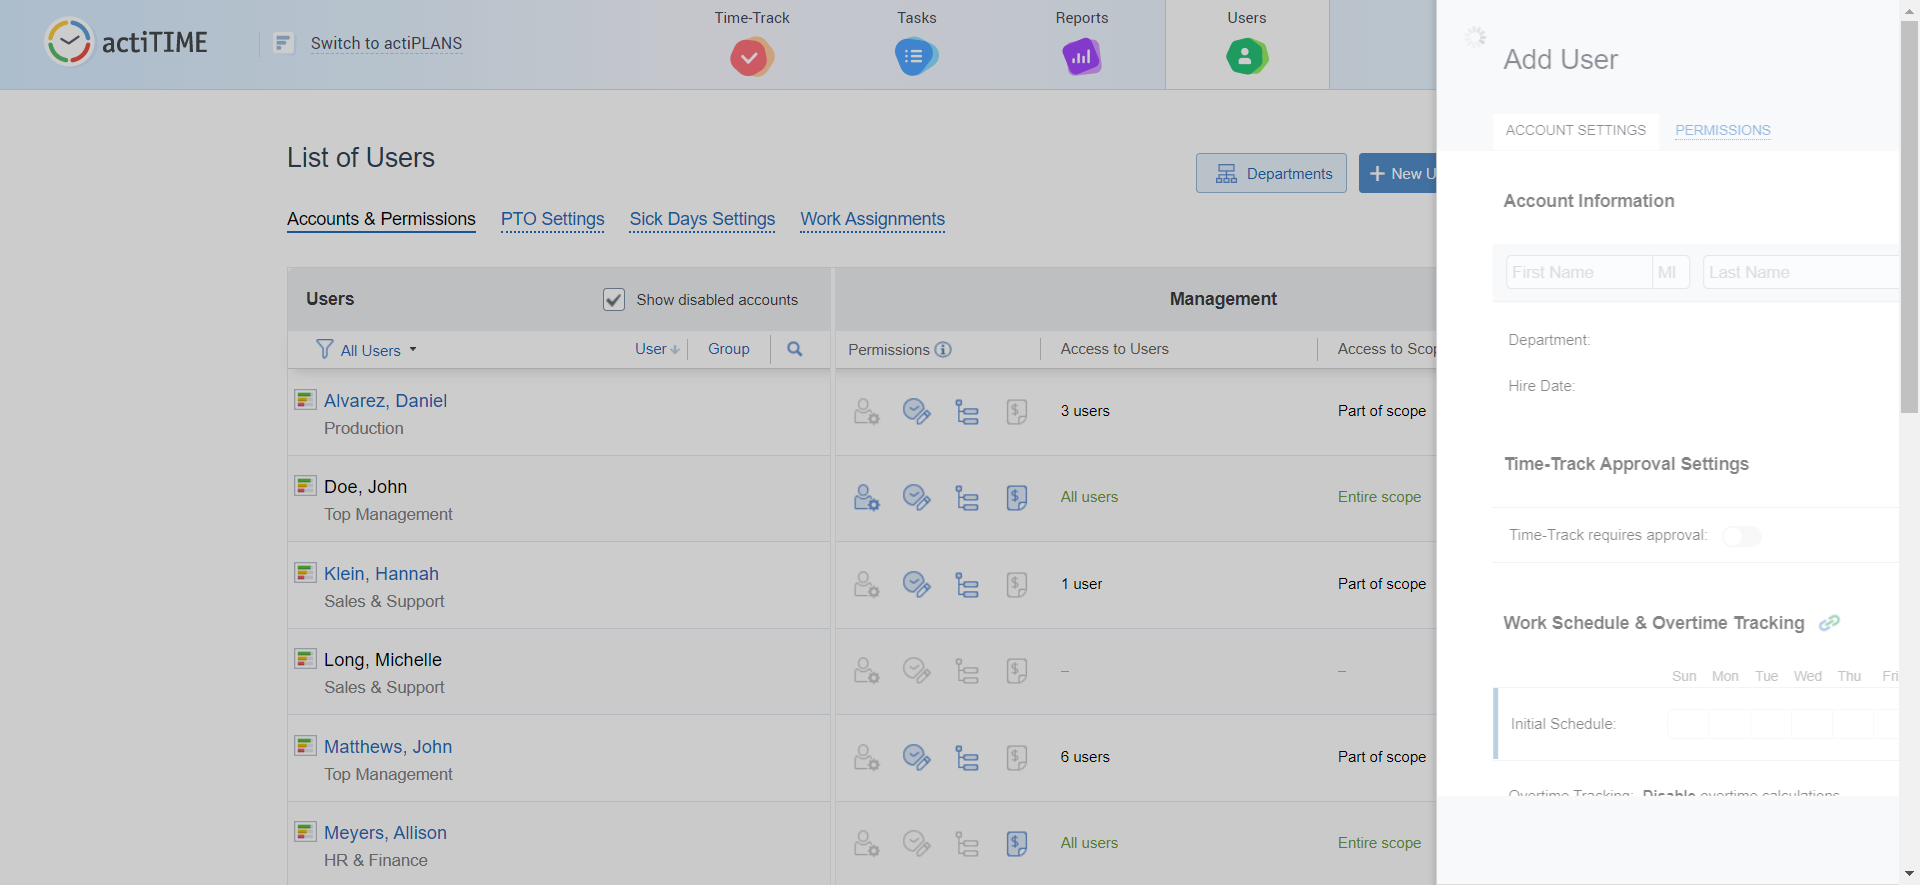 actiTIME
Switch to actiPLANS
Time-Track
Tasks
Reports
Users
List of Users
Departments
New U
Accounts & Permissions
PTO Settings
Sick Days Settings
Work Assignments
Users
Show disabled accounts
Management
All Users
User
Group
Permissions
Access to Users
Access to Scop
Alvarez, Daniel
Production
3 users
Part of scope
Doe, John
Top Management
All users
Entire scope
Klein, Hannah
Sales & Support
1 user
Part of scope
Long, Michelle
Sales & Support
–
–
Matthews, John
Top Management
6 users
Part of scope
Meyers, Allison
HR & Finance
All users
Entire scope
Add User
ACCOUNT SETTINGS
PERMISSIONS
Account Information
First Name
MI
Last Name
Department:
Hire Date:
Time-Track Approval Settings
Time-Track requires approval:
Work Schedule & Overtime Tracking
Sun Mon Tue Wed Thu Fri
Initial Schedule:
Overtime Tracking: Disable overtime calculations